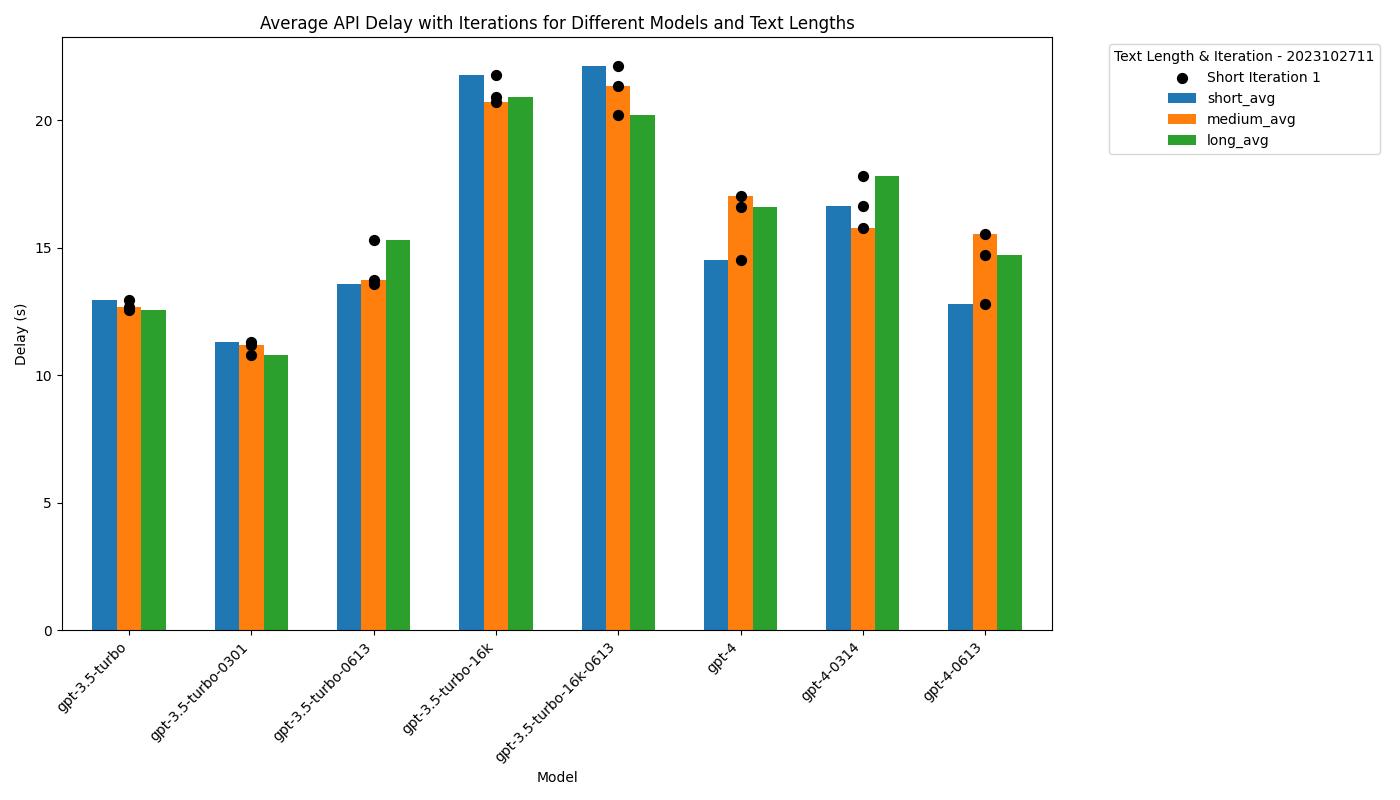 Average API Delay with Iterations for Different Models and Text Lengths
Text Length & Iteration - 2023102711
Short Iteration 1
short_avg
medium_avg
long_avg
Delay (s)
20
15
10
5
0
gpt-3.5-turbo
gpt-3.5-turbo-0301
gpt-3.5-turbo-0613
gpt-3.5-turbo-16k
gpt-3.5-turbo-16k-0613
gpt-4
gpt-4-0314
gpt-4-0613
Model